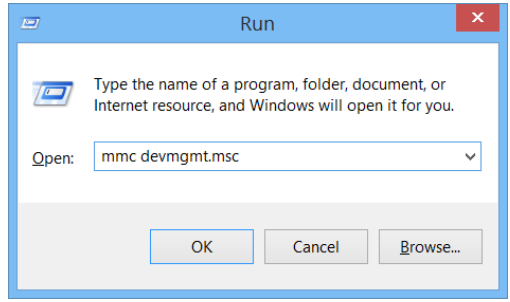 Run
Type the name of a program, folder, document, or
Internet resource, and Windows will open it for you.
Open: mmc devmgmt.msc
OK Cancel Browse...